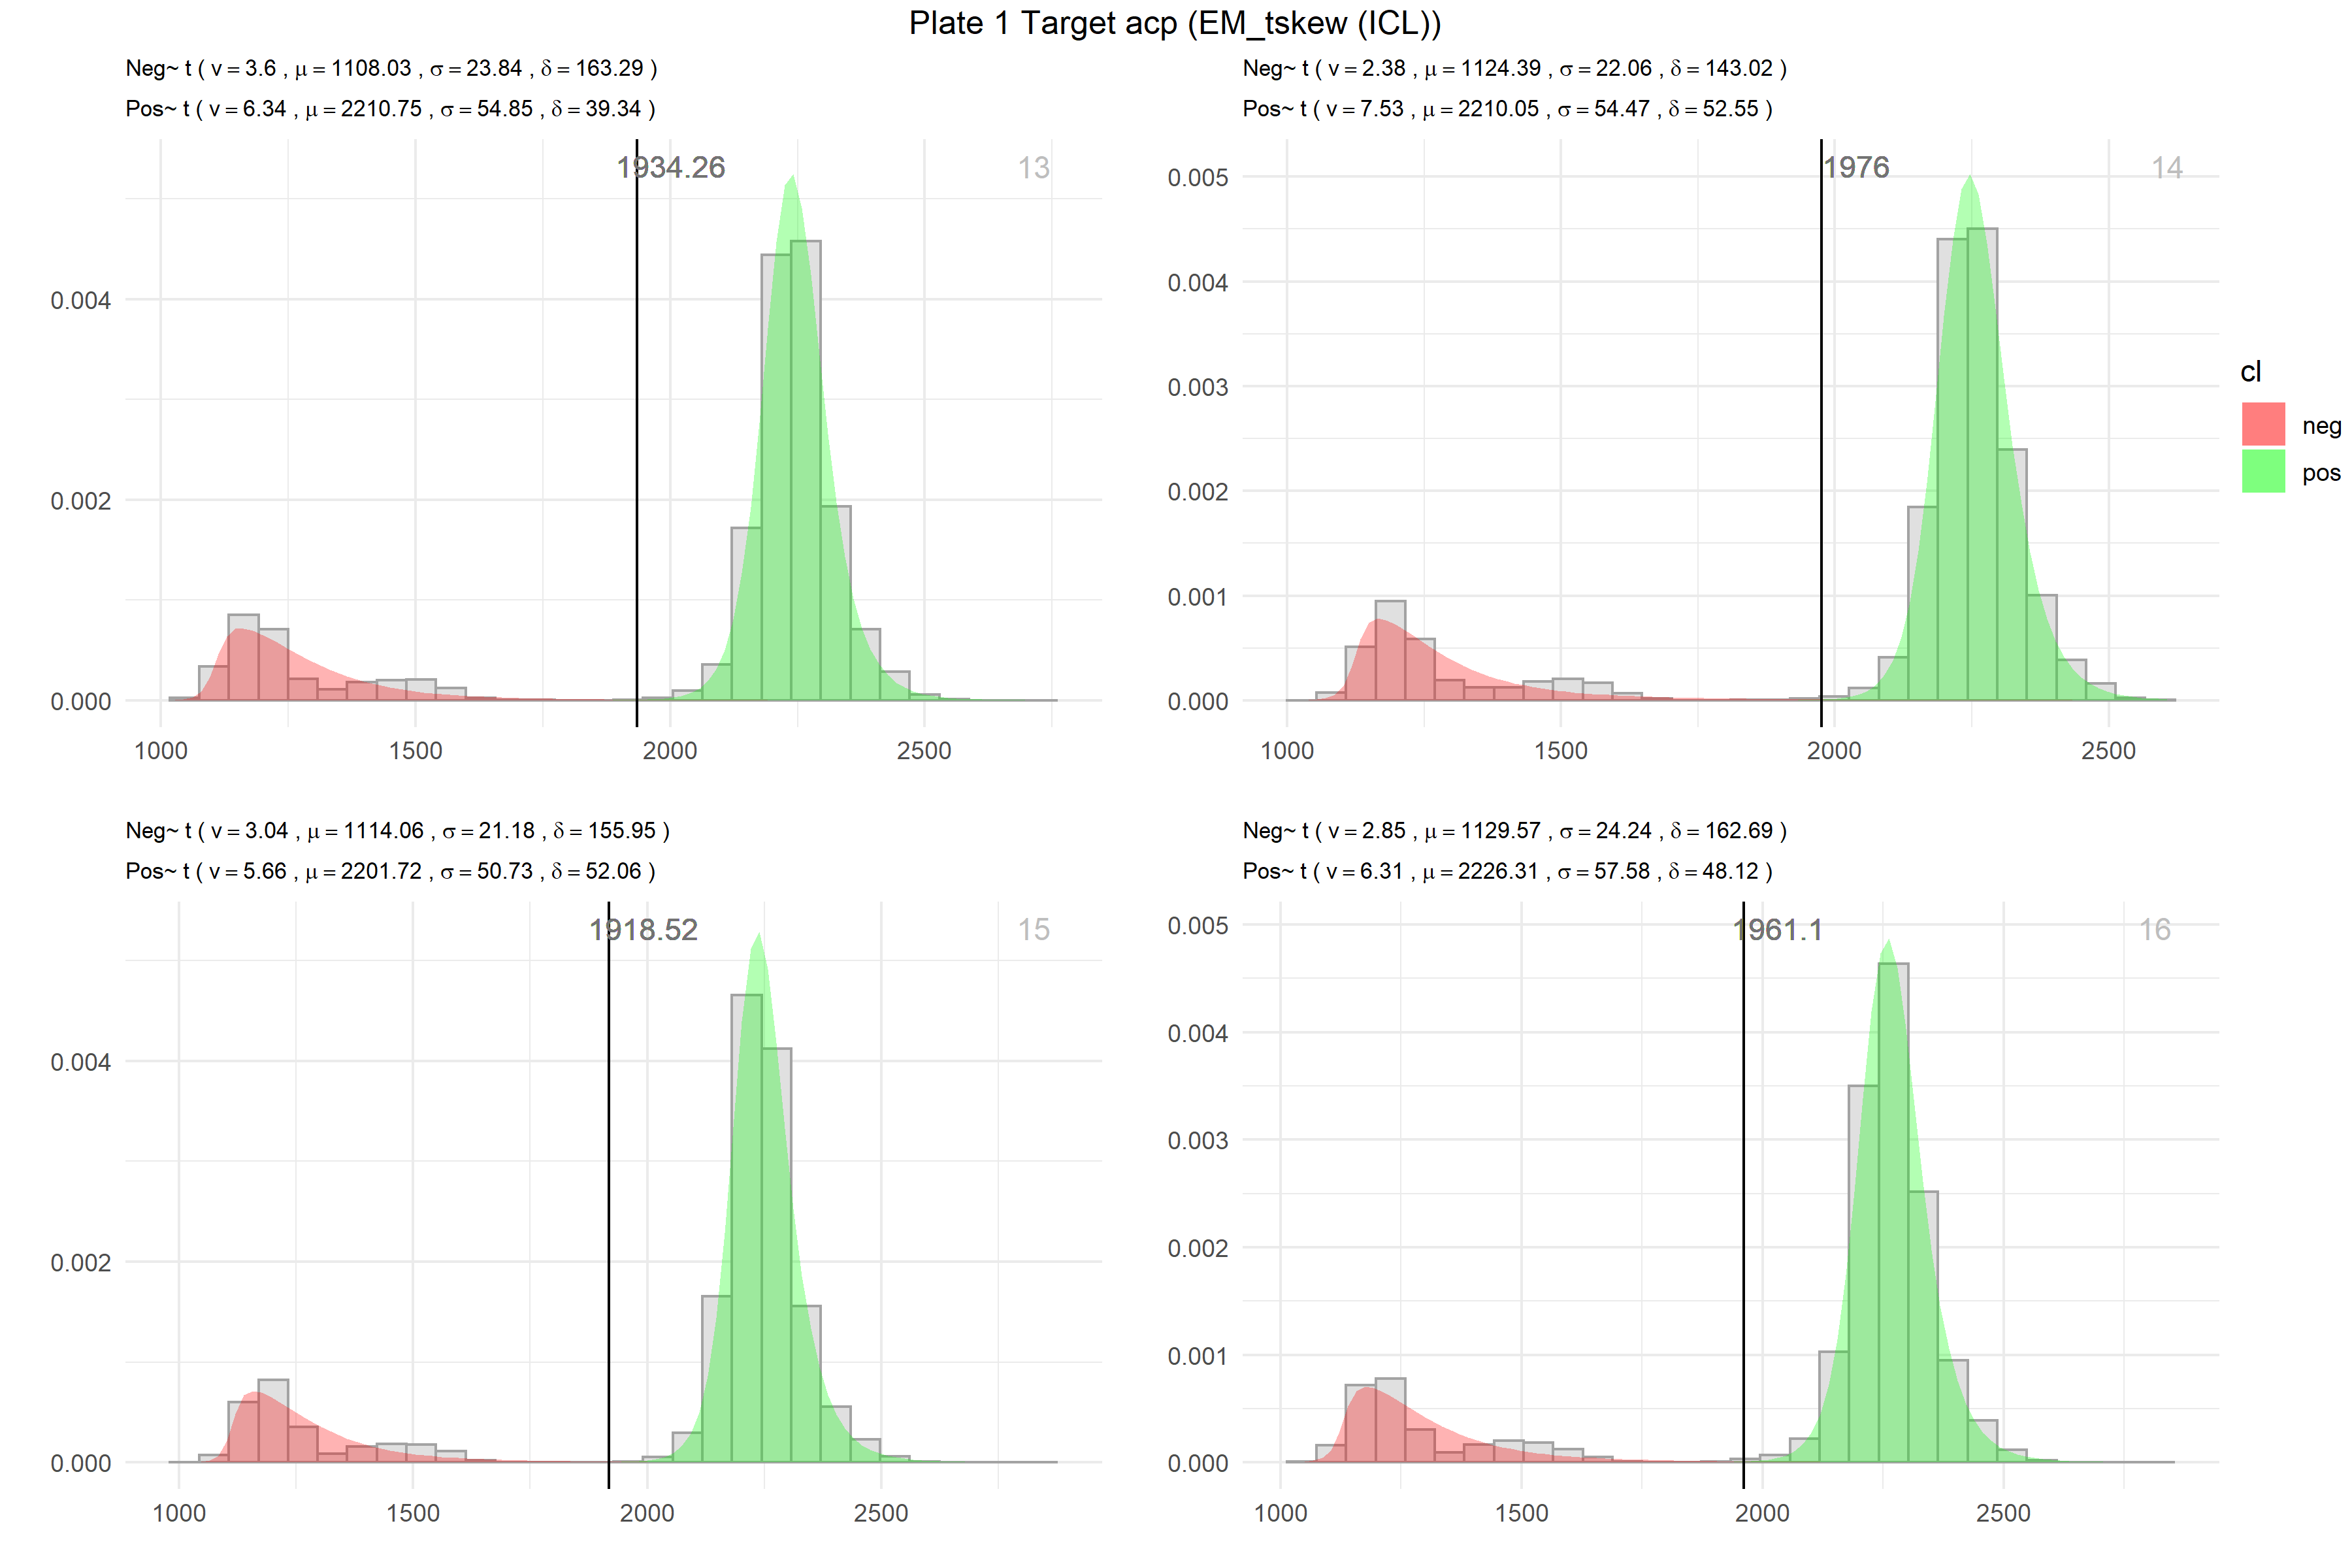 Plate 1 Target acp (EM_tskew (ICL))
Neg~ t ( v = 3.6 , μ = 1108.03 , σ = 23.84 , δ = 163.29 )
Pos~ t ( v = 6.34 , μ = 2210.75 , σ = 54.85 , δ = 39.34 )
1934.26
13
0.004
0.002
0.000
1000 1500 2000 2500
Neg~ t ( v = 2.38 , μ = 1124.39 , σ = 22.06 , δ = 143.02 )
Pos~ t ( v = 7.53 , μ = 2210.05 , σ = 54.47 , δ = 52.55 )
1976
14
0.005
0.004
0.003
0.002
0.001
0.000
1000 1500 2000 2500
cl
neg
pos
Neg~ t ( v = 3.04 , μ = 1114.06 , σ = 21.18 , δ = 155.95 )
Pos~ t ( v = 5.66 , μ = 2201.72 , σ = 50.73 , δ = 52.06 )
1918.52
15
0.004
0.002
0.000
1000 1500 2000 2500
Neg~ t ( v = 2.85 , μ = 1129.57 , σ = 24.24 , δ = 162.69 )
Pos~ t ( v = 6.31 , μ = 2226.31 , σ = 57.58 , δ = 48.12 )
1961.1
16
0.005
0.004
0.003
0.002
0.001
0.000
1000 1500 2000 2500